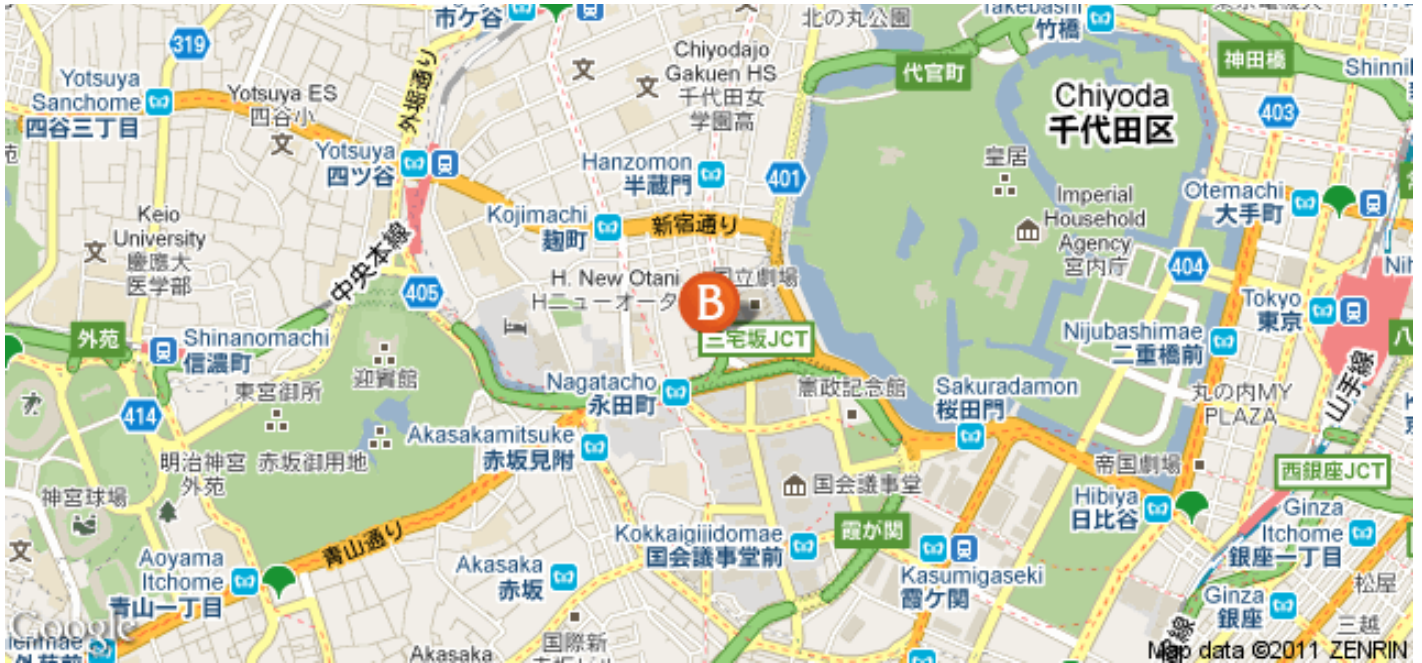 市ケ谷
北の丸公園
Takebashi
竹橋
319
外堀通り
Chiyodajo
Gakuen HS
千代田女
学園高
代官町
神田橋
Yotsuya
Sanchome
四谷三丁目
Yotsuya ES
四谷小
文
文
文
Chiyoda
千代田区
403
Yotsuya
四ツ谷
Hanzomon
半蔵門
401
皇居
Imperial
Household
Agency
宮内庁
Otemachi
大手町
Keio
University
慶應大
医学部
文
Kojimachi
麹町
新宿通り
中央本線
405
H. New Otani
Hニューオータ
国立劇場
B
三宅坂JCT
404
Tokyo
東京
外苑
Shinanomachi
信濃町
迎賓館
東宮御所
Nijubashimae
二重橋前
丸の内MY
PLAZA
山手線
414
Nagatacho
永田町
憲政記念館
Sakuradamon
桜田門
Akasakamitsuke
赤坂見附
明治神宮
外苑
赤坂御用地
神宮球場
帝国劇場
西銀座JCT
国会議事堂
Hibiya
日比谷
青山通り
文
Aoyama
Itchome
青山一丁目
Akasaka
赤坂
Kokkaigijidomae
国会議事堂前
霞が関
Kasumigaseki
霞ケ関
Ginza
Itchome
銀座一丁目
松屋
Ginza
銀座
三越
国際新
Akasaka
Google
Map data ©2011 ZENRIN